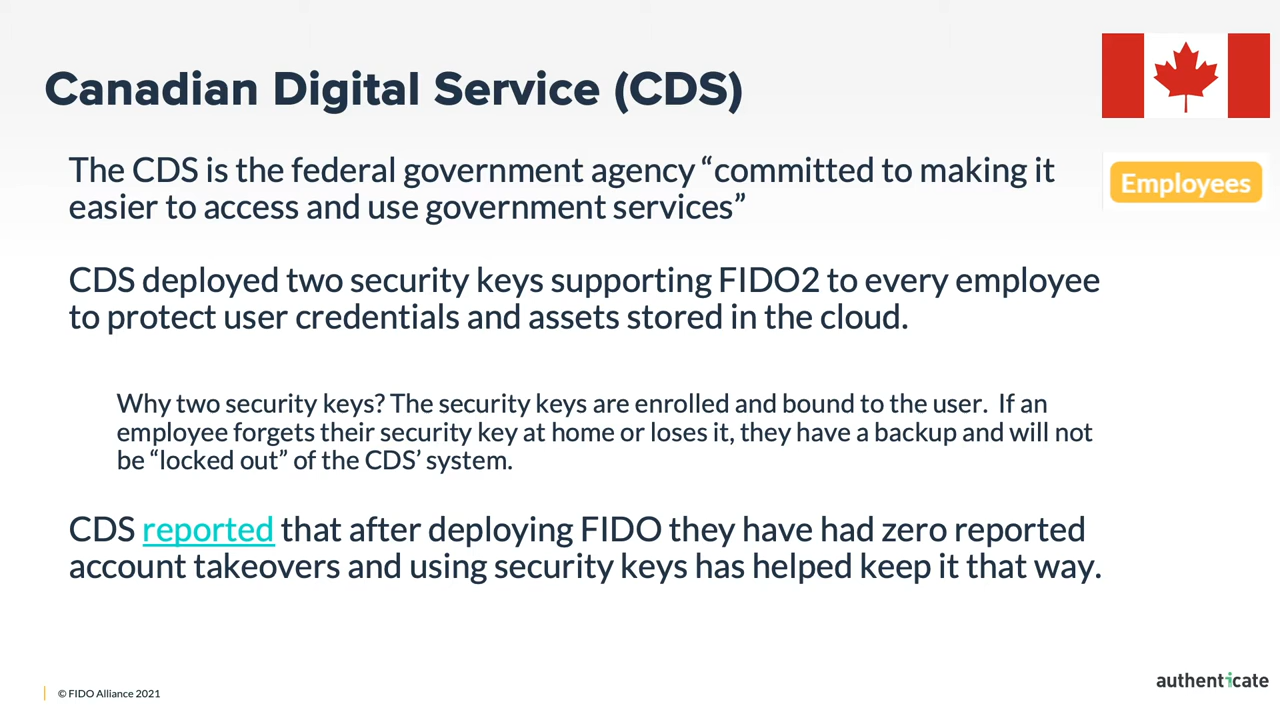 Canadian Digital Service (CDS)
Employees
The CDS is the federal government agency “committed to making it
easier to access and use government services”
CDS deployed two security keys supporting FIDO2 to every employee
to protect user credentials and assets stored in the cloud.
Why two security keys? The security keys are enrolled and bound to the user.  If an
employee forgets their security key at home or loses it, they have a backup and will not
be “locked out” of the CDS’ system.
CDS reported that after deploying FIDO they have had zero reported
account takeovers and using security keys has helped keep it that way.
© FIDO Alliance 2021
authenticate